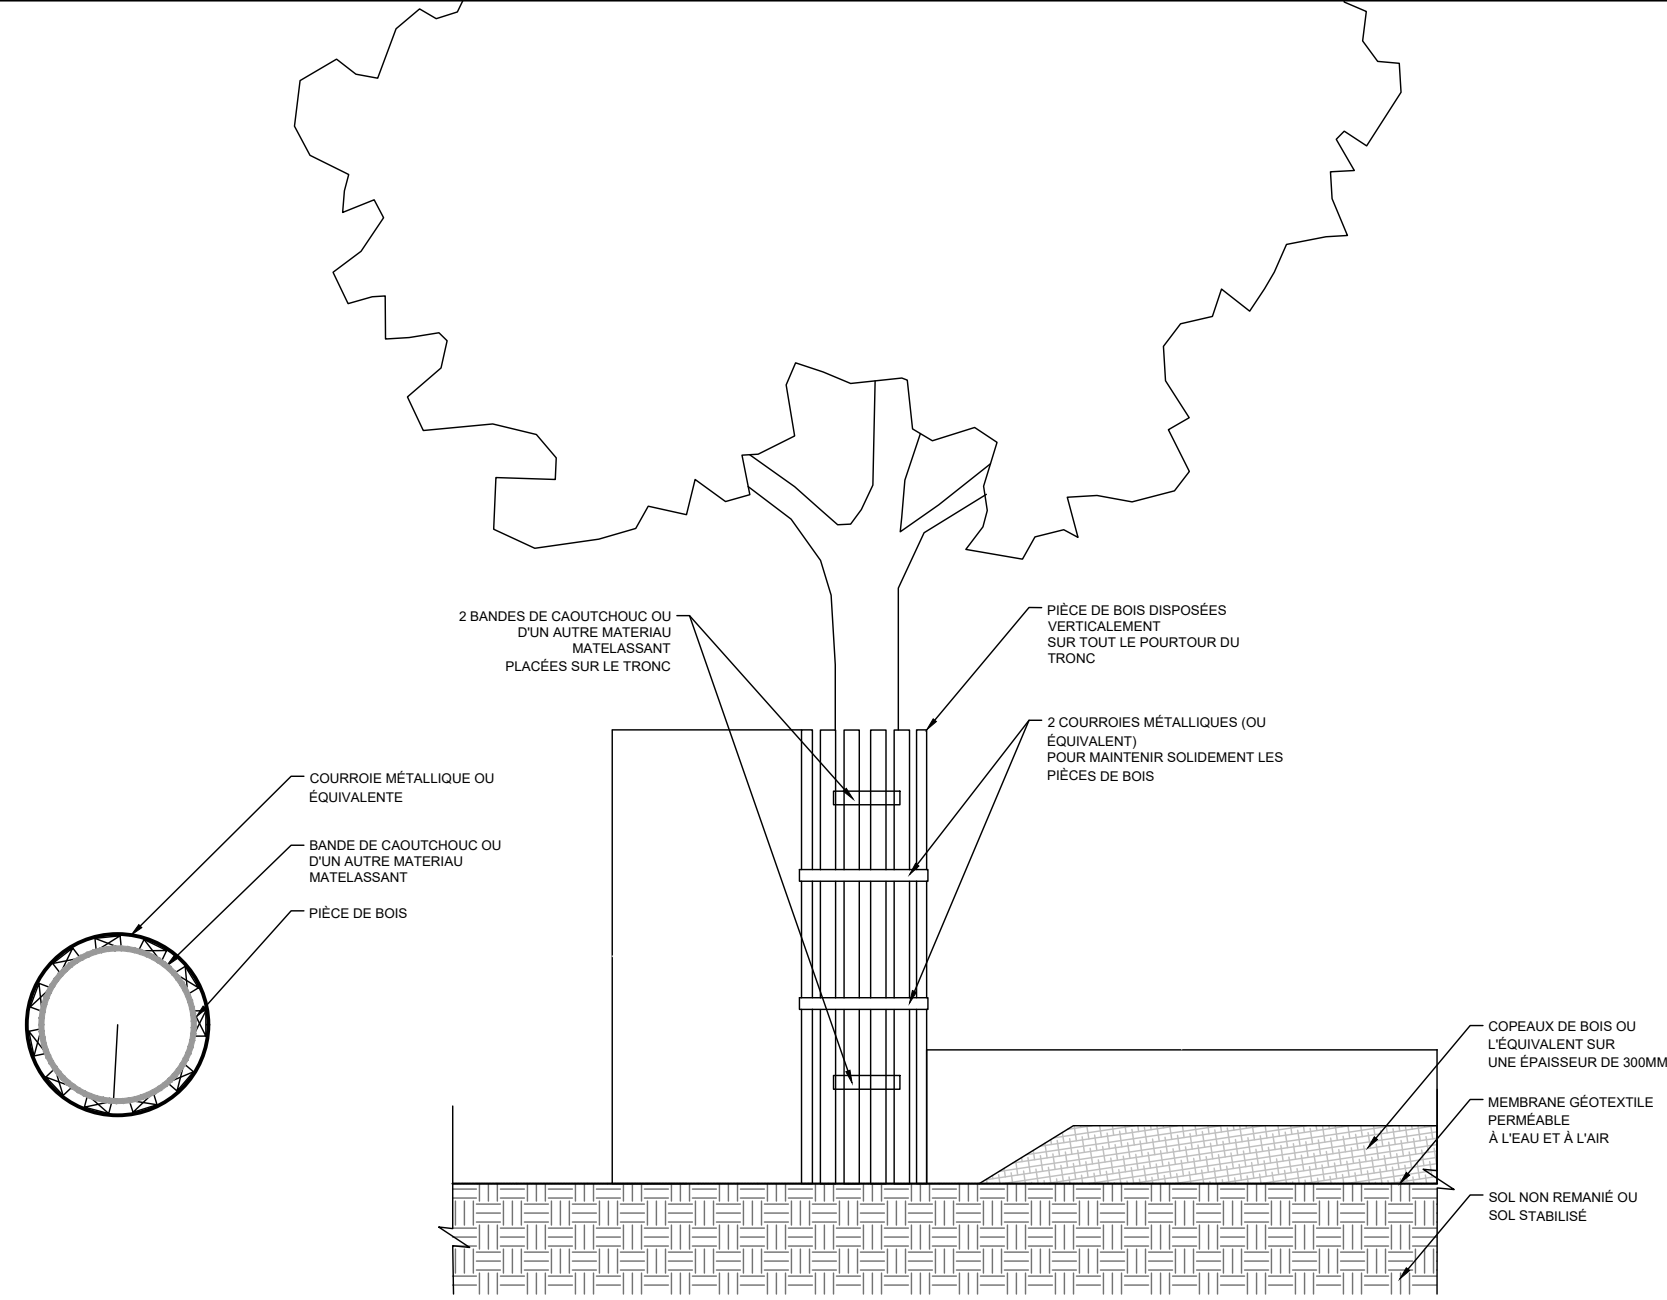 2 BANDES DE CAOUTCHOUC OU
D'UN AUTRE MATERIAU
MATELASSANT
PLACÉES SUR LE TRONC
PIÈCE DE BOIS DISPOSÉES
VERTICALEMENT
SUR TOUT LE POURTOUR DU
TRONC
2 COURROIES MÉTALLIQUES (OU
ÉQUIVALENT)
POUR MAINTENIR SOLIDEMENT LES
PIÈCES DE BOIS
COURROIE MÉTALLIQUE OU
ÉQUIVALENTE
BANDE DE CAOUTCHOUC OU
D'UN AUTRE MATERIAU
MATELASSANT
PIÈCE DE BOIS
COPEAUX DE BOIS OU
L'ÉQUIVALENT SUR
UNE ÉPAISSEUR DE 300MM
MEMBRANE GÉOTEXTILE
PERMÉABLE
À L'EAU ET À L'AIR
SOL NON REMANIÉ OU
SOL STABILISÉ